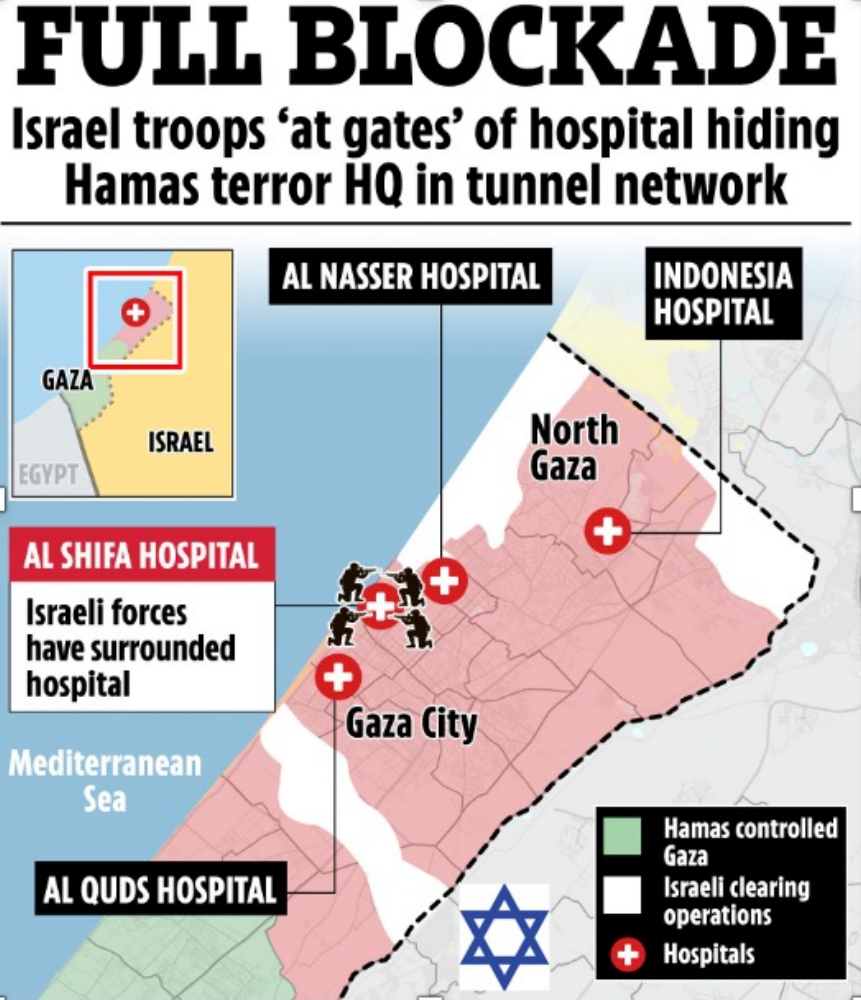 FULL BLOCKADE
Israel troops ‘at gates’ of hospital hiding
Hamas terror HQ in tunnel network
AL NASSER HOSPITAL
INDONESIA
HOSPITAL
GAZA
ISRAEL
EGYPT
North
Gaza
AL SHIFA HOSPITAL
Israeli forces
have surrounded
hospital
Gaza City
Mediterranean
Sea
AL QUDS HOSPITAL
Hamas controlled
Gaza
Israeli clearing
operations
Hospitals